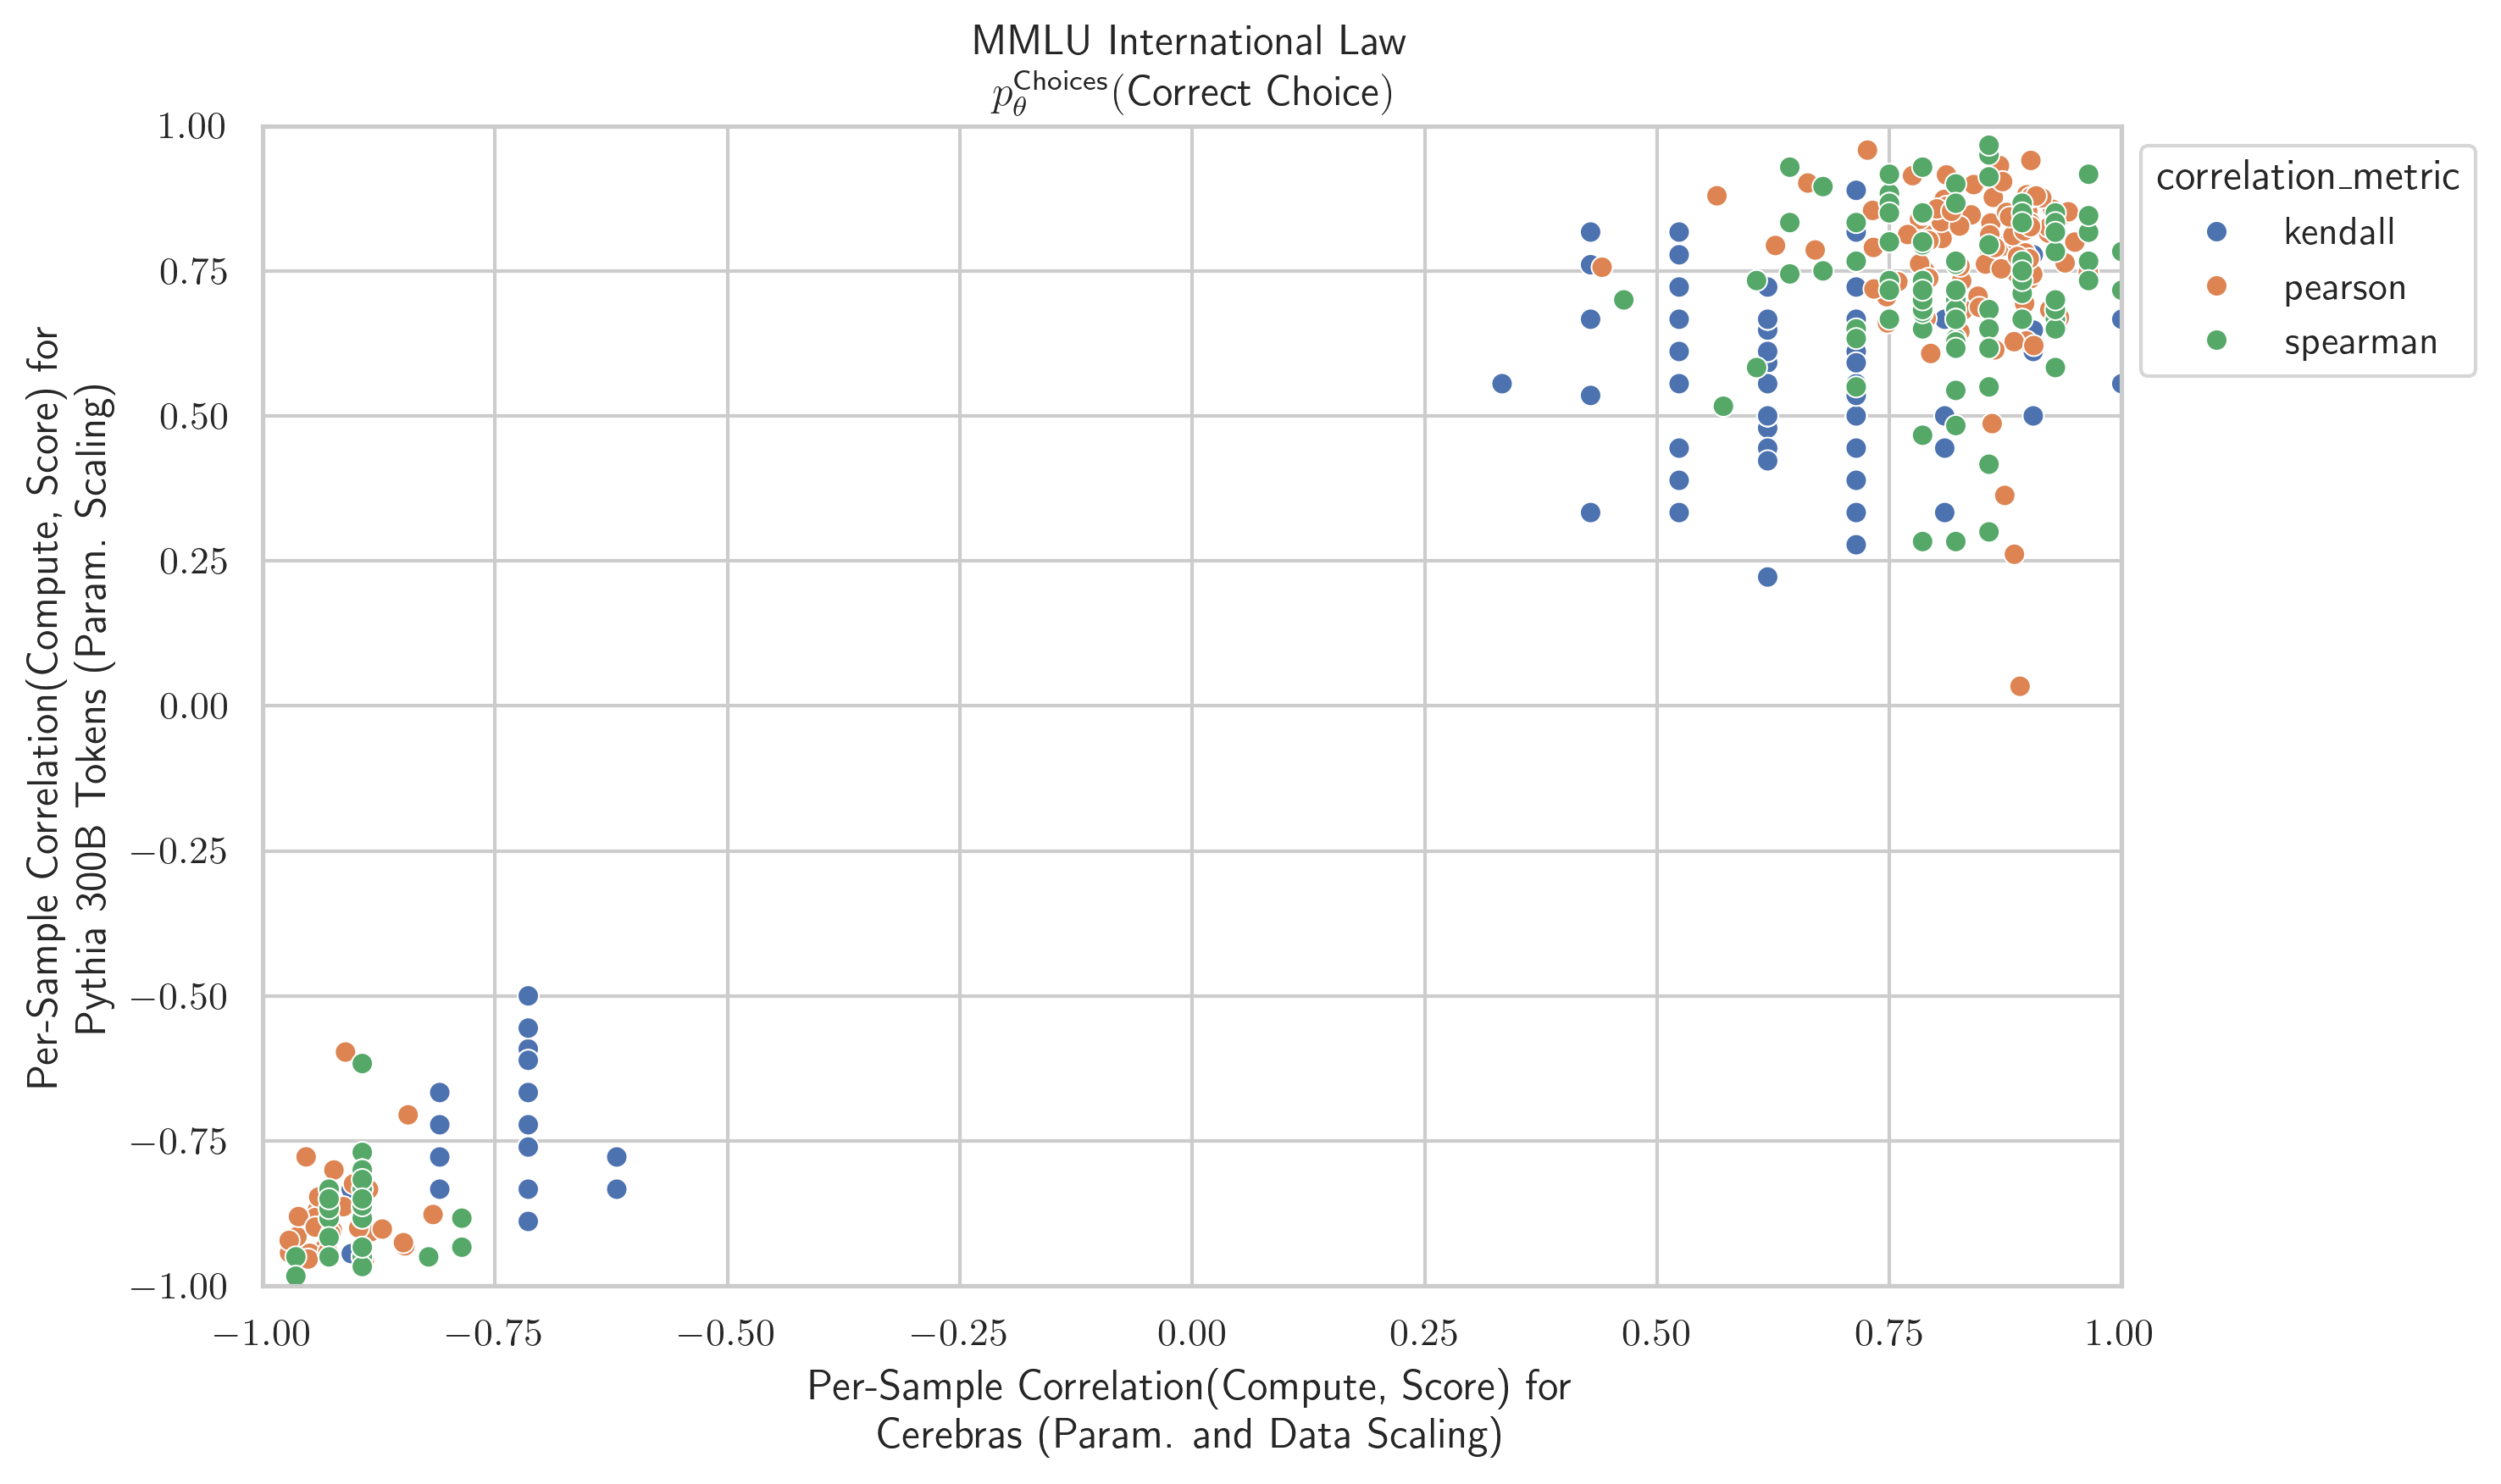 MMLU International Law
p_θ^Choices(Correct Choice)
Per-Sample Correlation(Compute, Score) for
Pythia 300B Tokens (Param. Scaling)
1.00
0.75
0.50
0.25
0.00
−0.25
−0.50
−0.75
−1.00
−1.00 −0.75 −0.50 −0.25 0.00 0.25 0.50 0.75 1.00
Per-Sample Correlation(Compute, Score) for
Cerebras (Param. and Data Scaling)
correlation_metric
kendall
pearson
spearman